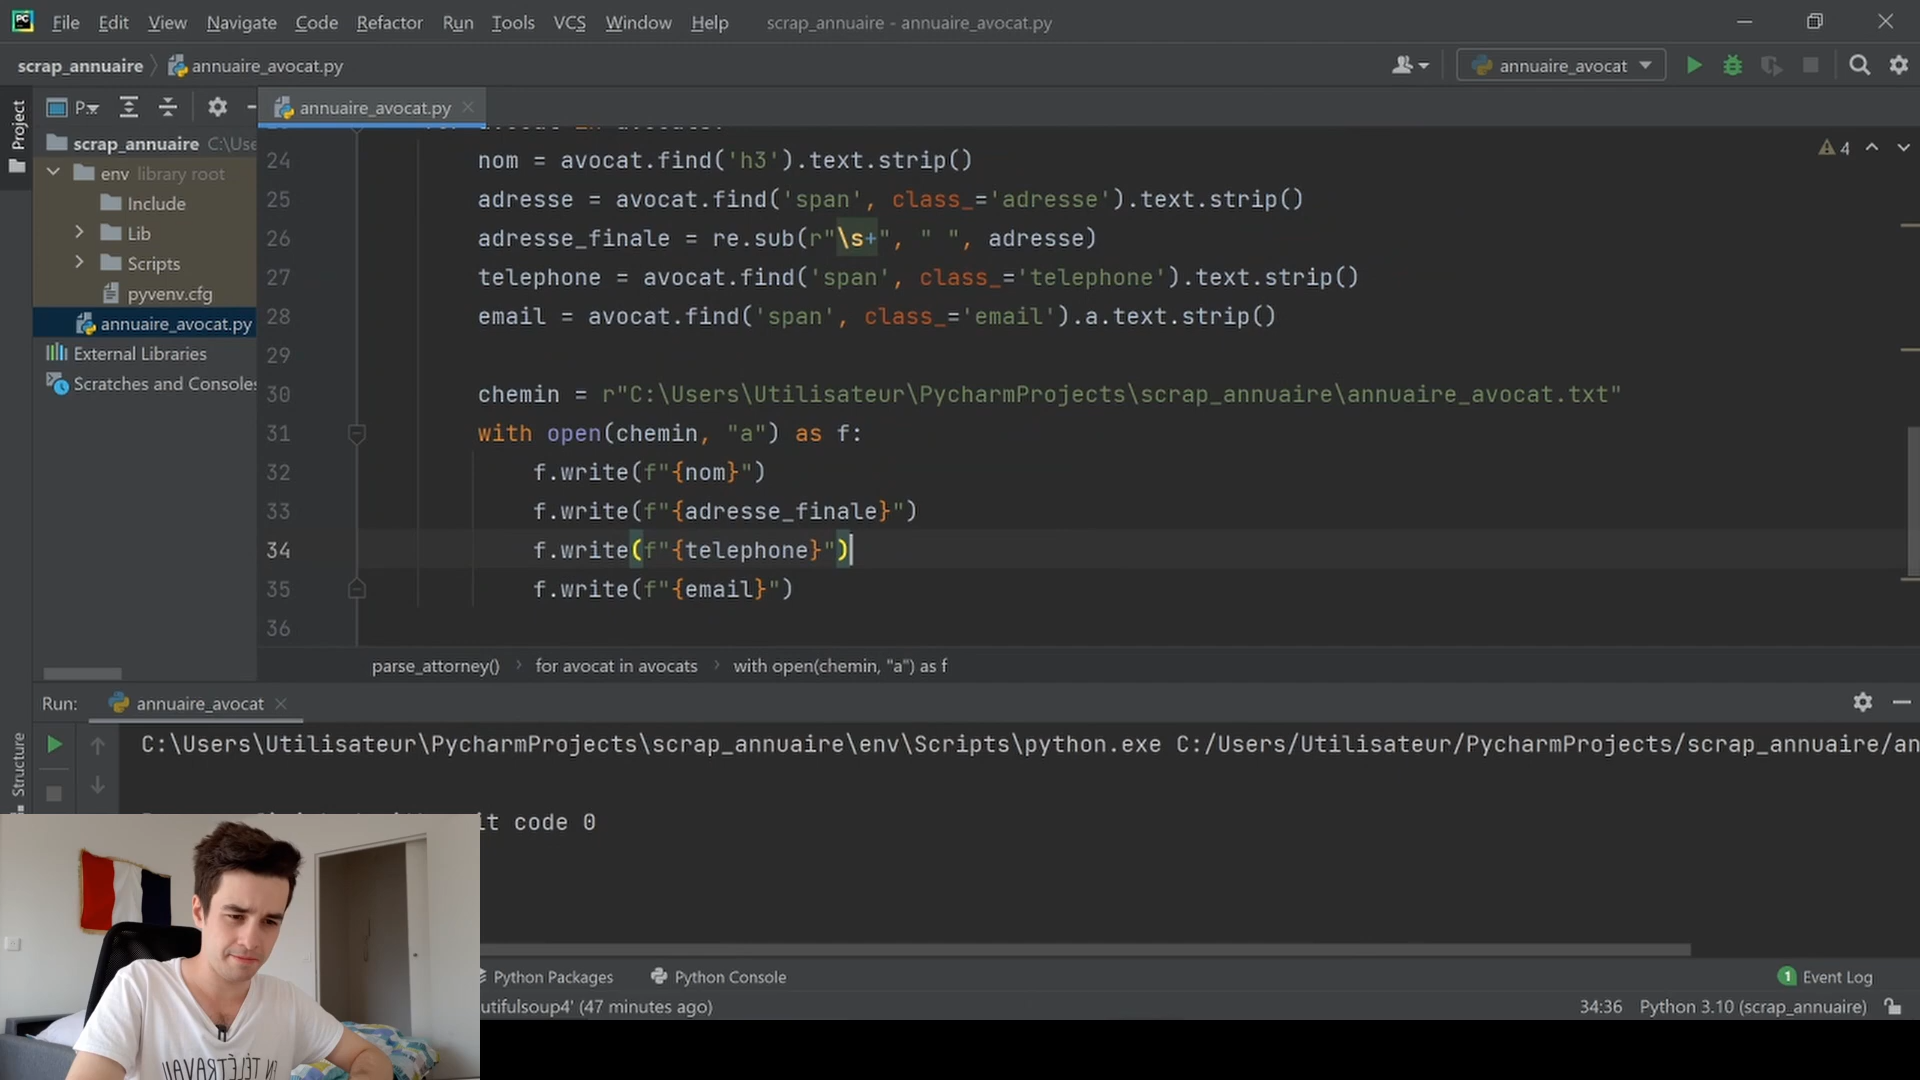 File Edit View Navigate Code Refactor Run Tools VCS Window Help scrap_annuaire - annuaire_avocat.py
scrap_annuaire annuaire_avocat.py annuaire_avocat
Project
P
annuaire_avocat.py
scrap_annuaire C:\Use
env library root
Include
Lib
Scripts
pyvenv.cfg
annuaire_avocat.py
External Libraries
Scratches and Consoles
4
24 nom = avocat.find('h3').text.strip()
25 adresse = avocat.find('span', class_='adresse').text.strip()
26 adresse_finale = re.sub(r"\s+", " ", adresse)
27 telephone = avocat.find('span', class_='telephone').text.strip()
28 email = avocat.find('span', class_='email').a.text.strip()
29
30 chemin = r"C:\Users\Utilisateur\PycharmProjects\scrap_annuaire\annuaire_avocat.txt"
31 with open(chemin, "a") as f:
32 f.write(f"{nom}")
33 f.write(f"{adresse_finale}")
34 f.write(f"{telephone}")
35 f.write(f"{email}")
36
parse_attorney() for avocat in avocats with open(chemin, "a") as f
Run: annuaire_avocat
Structure
C:\Users\Utilisateur\PycharmProjects\scrap_annuaire\env\Scripts\python.exe C:/Users/Utilisateur/PycharmProjects/scrap_annuaire/an
it code 0
Python Packages Python Console 1 Event Log
utifulsoup4' (47 minutes ago) 34:36 Python 3.10 (scrap_annuaire)
EN TÉLÉTRAVAIL